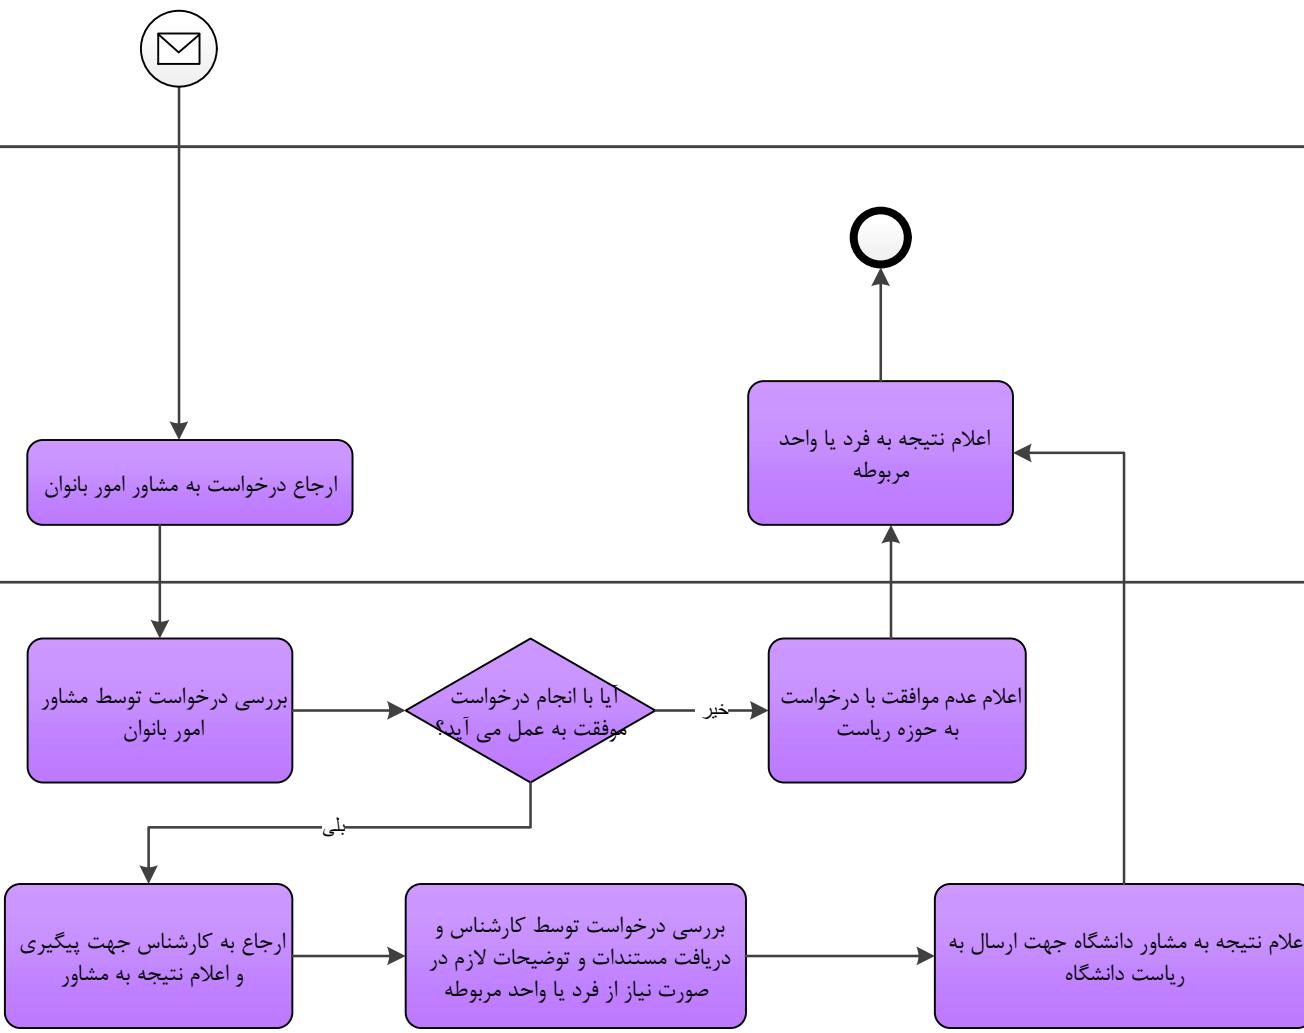 ارجاع درخواست به مشاور امور بانوان
اعلام نتیجه به فرد یا واحد
مربوطه
بررسی درخواست توسط مشاور
امور بانوان
آیا با انجام درخواست
موفقت به عمل می آید؟
خیر
اعلام عدم موافقت با درخواست
به حوزه ریاست
بلی
ارجاع به کارشناس جهت پیگیری
و اعلام نتیجه به مشاور
بررسی درخواست توسط کارشناس و
دریافت مستندات و توضیحات لازم در
صورت نیاز از فرد یا واحد مربوطه
علام نتیجه به مشاور دانشگاه جهت ارسال به
ریاست دانشگاه